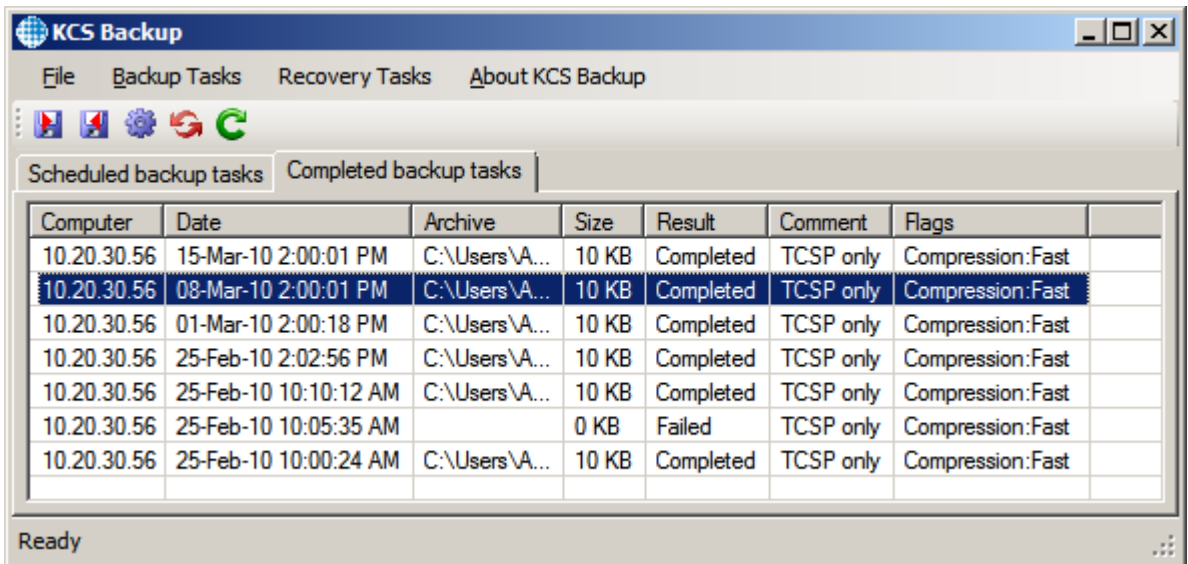 KCS Backup
File Backup Tasks Recovery Tasks About KCS Backup
Scheduled backup tasks Completed backup tasks
Computer Date Archive Size Result Comment Flags
10.20.30.56 15-Mar-10 2:00:01 PM C:\Users\A... 10 KB Completed TCSP only Compression:Fast
10.20.30.56 08-Mar-10 2:00:01 PM C:\Users\A... 10 KB Completed TCSP only Compression:Fast
10.20.30.56 01-Mar-10 2:00:18 PM C:\Users\A... 10 KB Completed TCSP only Compression:Fast
10.20.30.56 25-Feb-10 2:02:56 PM C:\Users\A... 10 KB Completed TCSP only Compression:Fast
10.20.30.56 25-Feb-10 10:10:12 AM C:\Users\A... 10 KB Completed TCSP only Compression:Fast
10.20.30.56 25-Feb-10 10:05:35 AM 0 KB Failed TCSP only Compression:Fast
10.20.30.56 25-Feb-10 10:00:24 AM C:\Users\A... 10 KB Completed TCSP only Compression:Fast
Ready